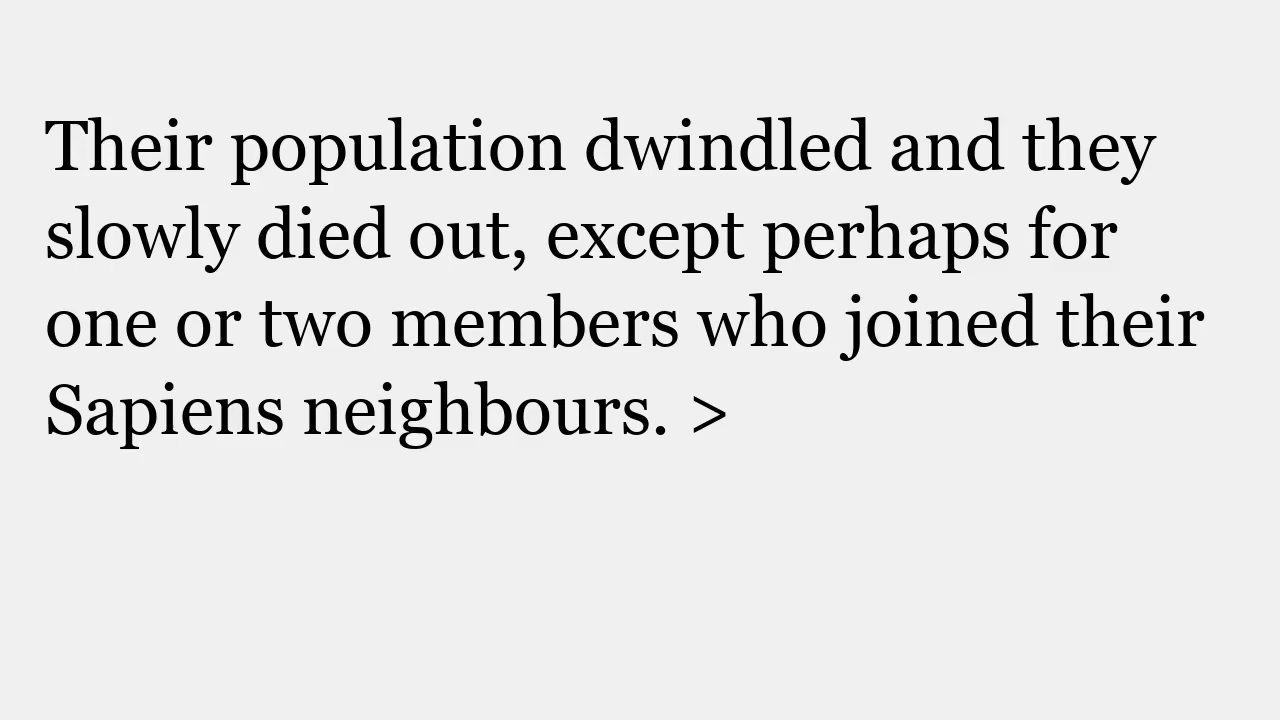 Their population dwindled and they
slowly died out, except perhaps for
one or two members who joined their
Sapiens neighbours. >